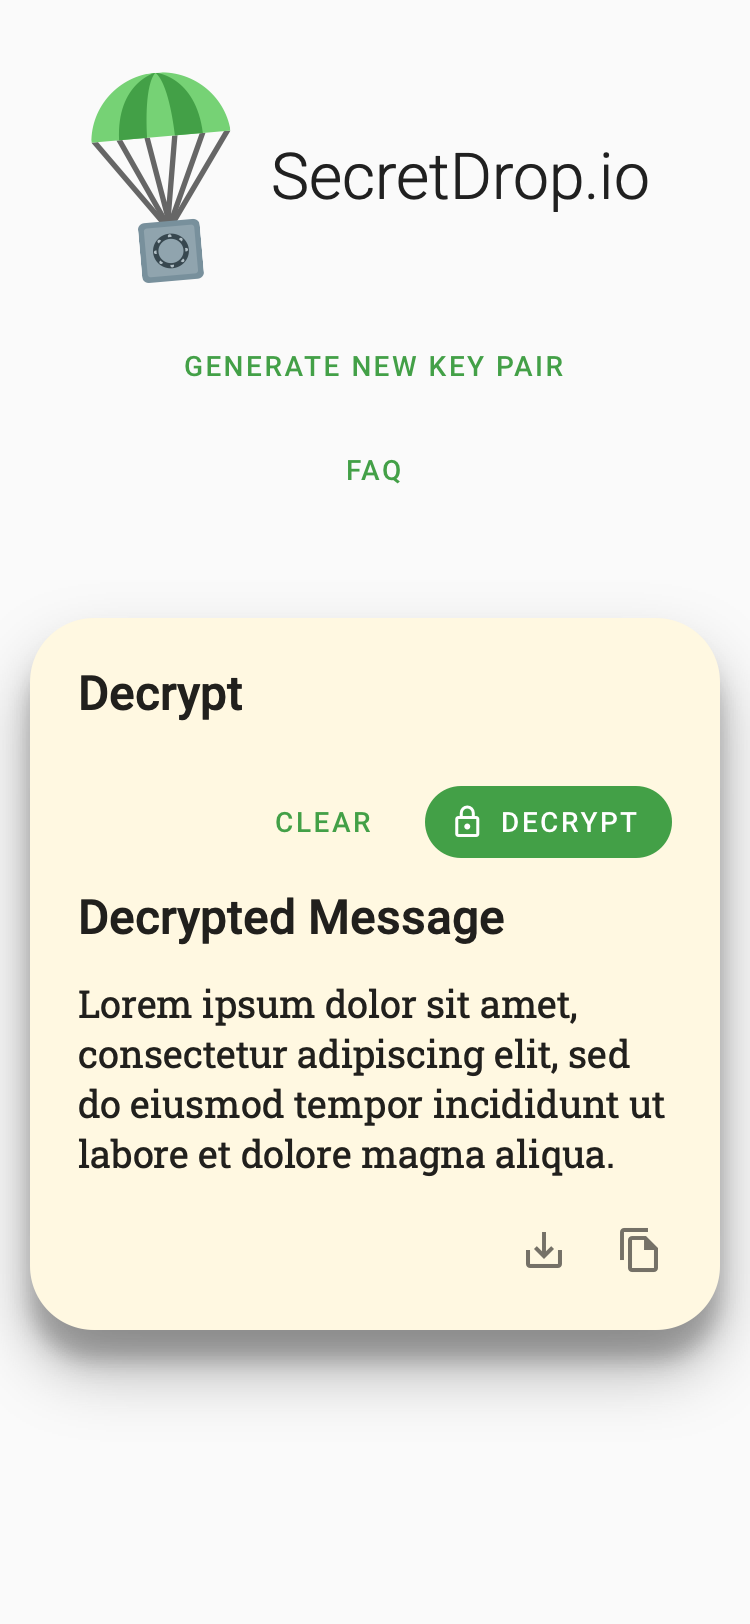 SecretDrop.io
GENERATE NEW KEY PAIR
FAQ
Decrypt
CLEAR
DECRYPT
Decrypted Message
Lorem ipsum dolor sit amet,
consectetur adipiscing elit, sed
do eiusmod tempor incididunt ut
labore et dolore magna aliqua.